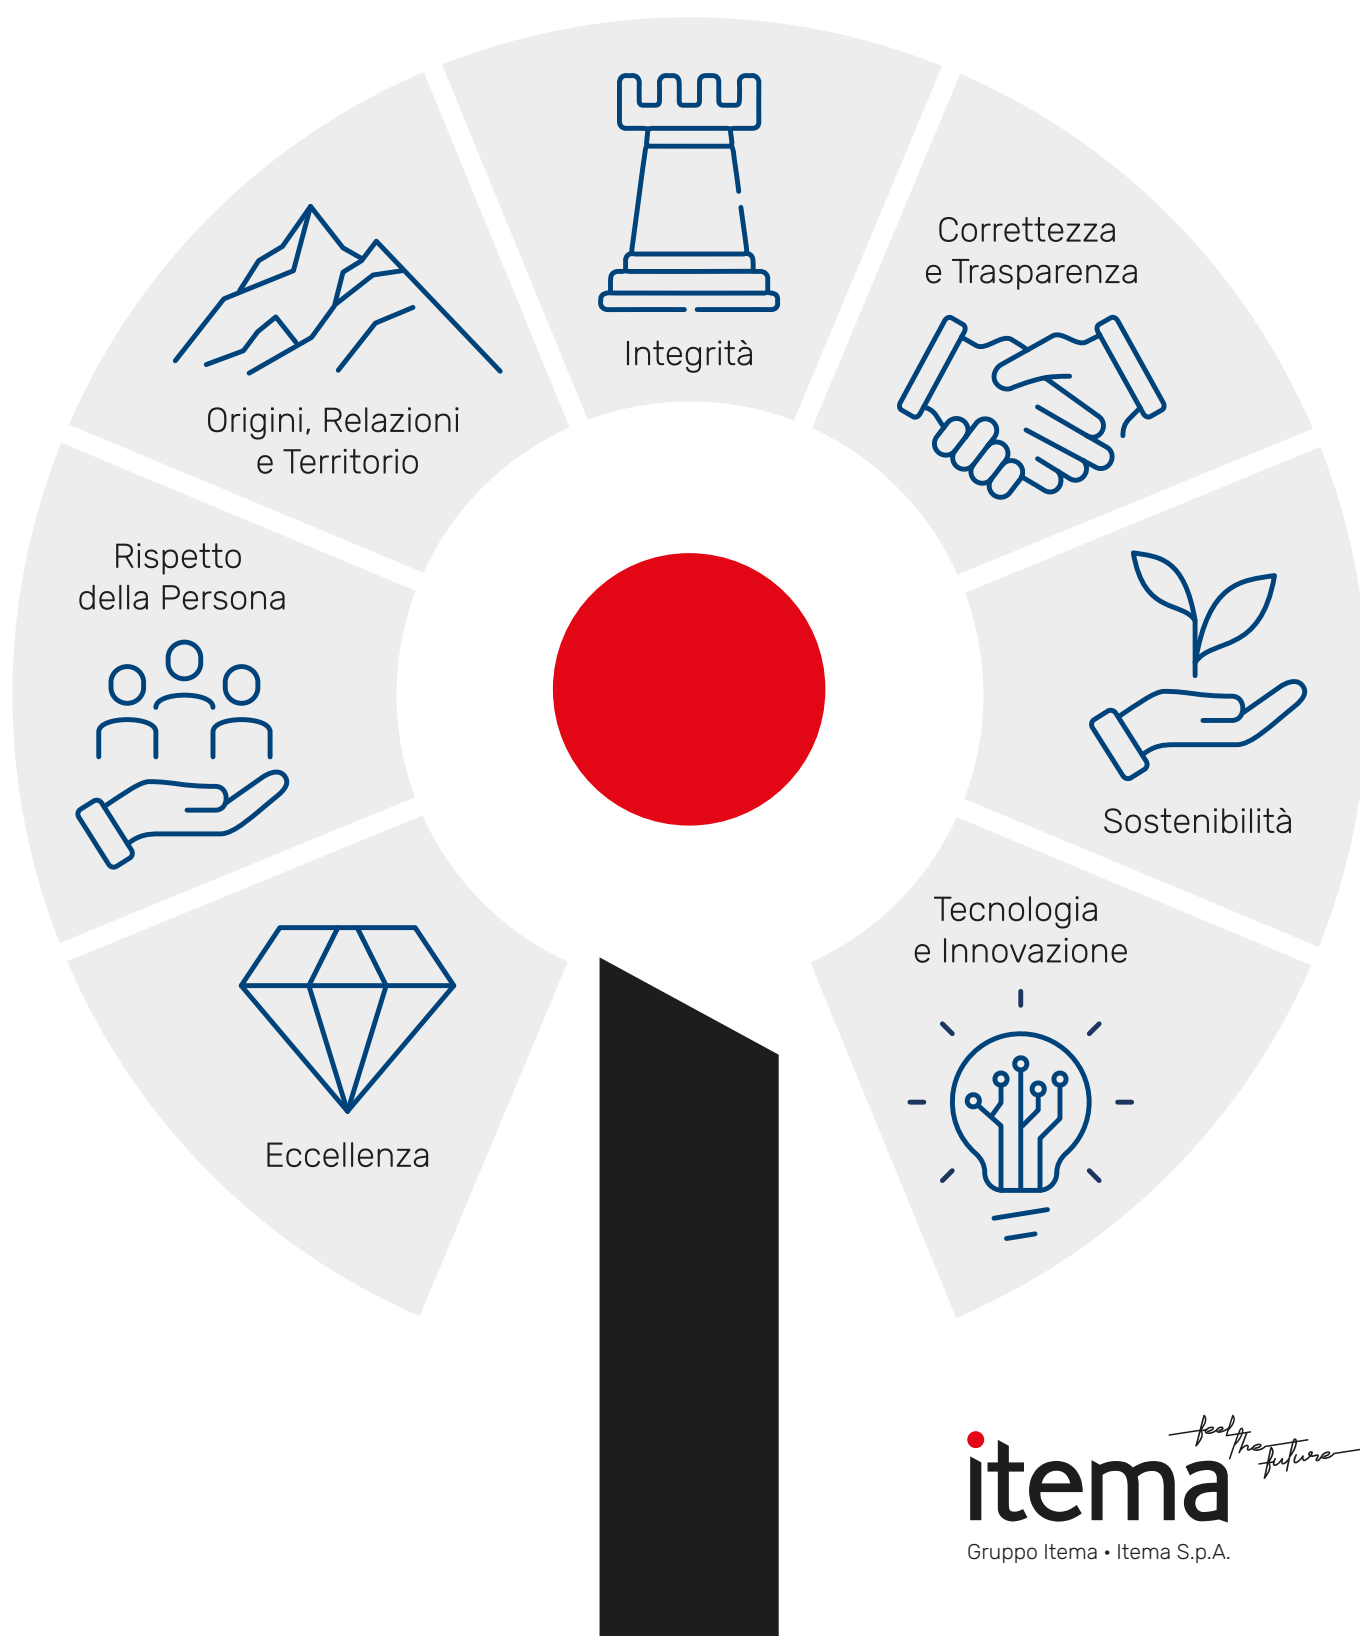 Integrità
Correttezza
e Trasparenza
Origini, Relazioni
e Territorio
Rispetto
della Persona
Sostenibilità
Tecnologia
e Innovazione
Eccellenza
feel
the
future
itema
Gruppo Itema • Itema S.p.A.